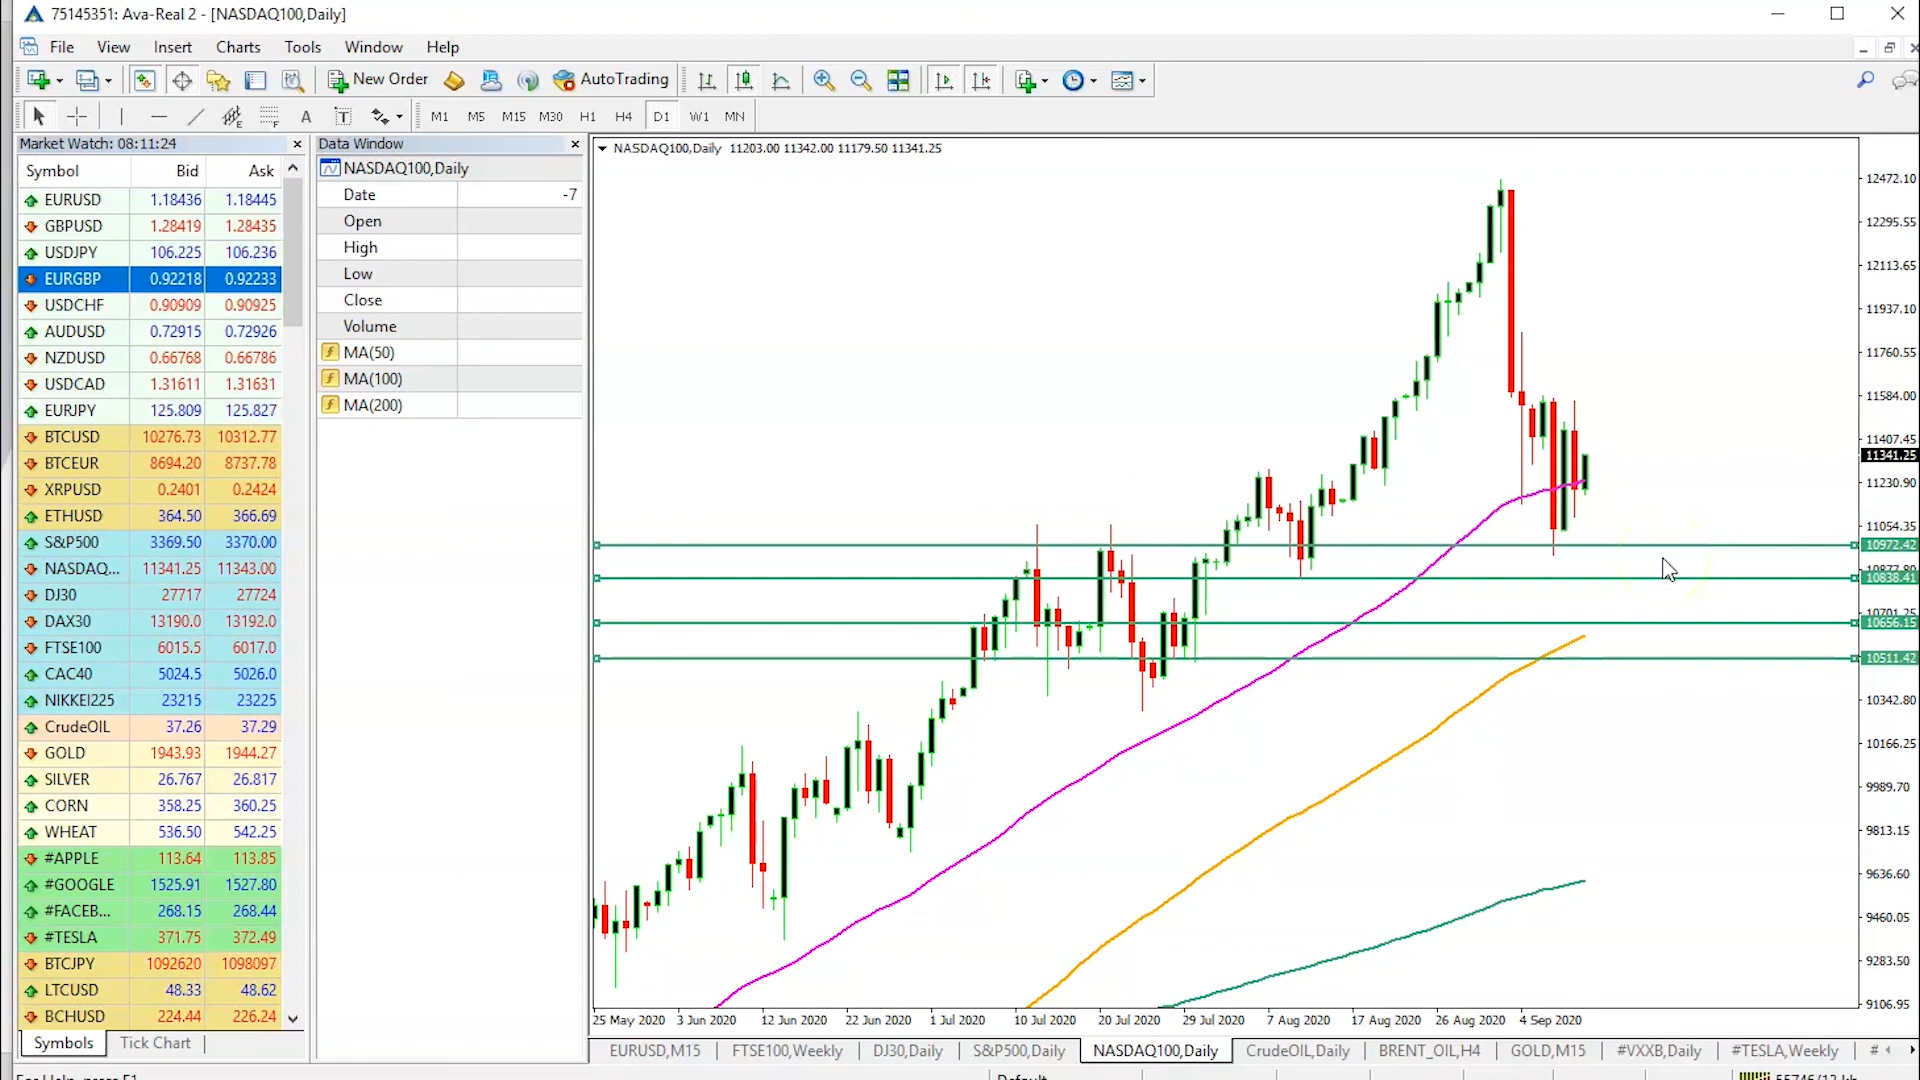 75145351: Ava-Real 2 - [NASDAQ100,Daily]
File View Insert Charts Tools Window Help
New Order AutoTrading
A T M1 M5 M15 M30 H1 H4 D1 W1 MN
Market Watch: 08:11:24
Symbol Bid Ask
EURUSD 1.18436 1.18445
GBPUSD 1.28419 1.28435
USDJPY 106.225 106.236
EURGBP 0.92218 0.92233
USDCHF 0.90909 0.90925
AUDUSD 0.72915 0.72926
NZDUSD 0.66768 0.66786
USDCAD 1.31611 1.31631
EURJPY 125.809 125.827
BTCUSD 10276.73 10312.77
BTCEUR 8694.20 8737.78
XRPUSD 0.2401 0.2424
ETHUSD 364.50 366.69
S&P500 3369.50 3370.00
NASDAQ... 11341.25 11343.00
DJ30 27717 27724
DAX30 13190.0 13192.0
FTSE100 6015.5 6017.0
CAC40 5024.5 5026.0
NIKKEI225 23215 23225
CrudeOIL 37.26 37.29
GOLD 1943.93 1944.27
SILVER 26.767 26.817
CORN 358.25 360.25
WHEAT 536.50 542.25
#APPLE 113.64 113.85
#GOOGLE 1525.91 1527.80
#FACEB... 268.15 268.44
#TESLA 371.75 372.49
BTCJPY 1092620 1098097
LTCUSD 48.33 48.62
BCHUSD 224.44 226.24
Symbols Tick Chart
Data Window
NASDAQ100,Daily
Date -7
Open
High
Low
Close
Volume
MA(50)
MA(100)
MA(200)
NASDAQ100,Daily 11203.00 11342.00 11179.50 11341.25
12472.10
12295.55
12113.65
11937.10
11760.55
11584.00
11407.45
11341.25
11230.90
11054.35
10972.42
10877.80
10838.41
10701.25
10656.15
10511.42
10342.80
10166.25
9989.70
9813.15
9636.60
9460.05
9283.50
9106.95
25 May 2020 3 Jun 2020 12 Jun 2020 22 Jun 2020 1 Jul 2020 10 Jul 2020 20 Jul 2020 29 Jul 2020 7 Aug 2020 17 Aug 2020 26 Aug 2020 4 Sep 2020
EURUSD,M15 FTSE100,Weekly DJ30,Daily S&P500,Daily NASDAQ100,Daily CrudeOIL,Daily BRENT_OIL,H4 GOLD,M15 #VXXB,Daily #TESLA,Weekly #
For Help, press F1 Default 55746/12 kb